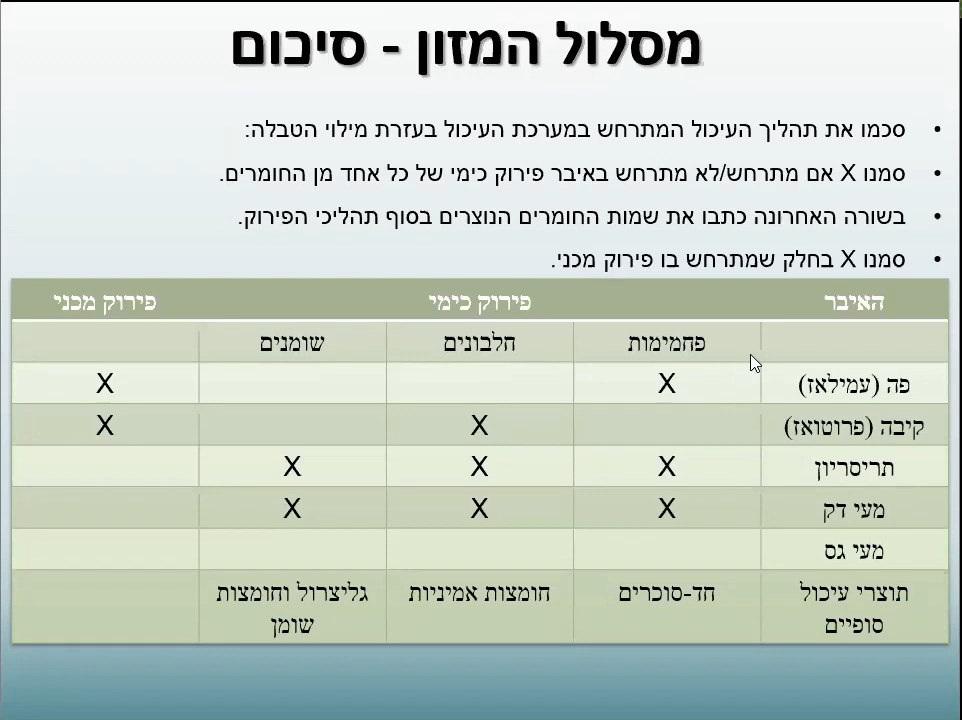 מסלול המזון - סיכום
• סכמו את תהליך העיכול המתרחש במערכת העיכול בעזרת מילוי הטבלה:
• סמנו X אם מתרחש/לא מתרחש באיבר פירוק כימי של כל אחד מן החומרים.
• בשורה האחרונה כתבו את שמות החומרים הנוצרים בסוף תהליכי הפירוק.
• סמנו X בחלק שמתרחש בו פירוק מכני.
האיבר פירוק כימי פירוק מכני
פחמימות חלבונים שומנים
פה (עמילאז) X X
קיבה (פרוטואז) X X
תריסריון X X X
מעי דק X X X
מעי גס
תוצרי עיכול חד-סוכרים חומצות אמיניות גליצרול וחומצות
סופיים שומן